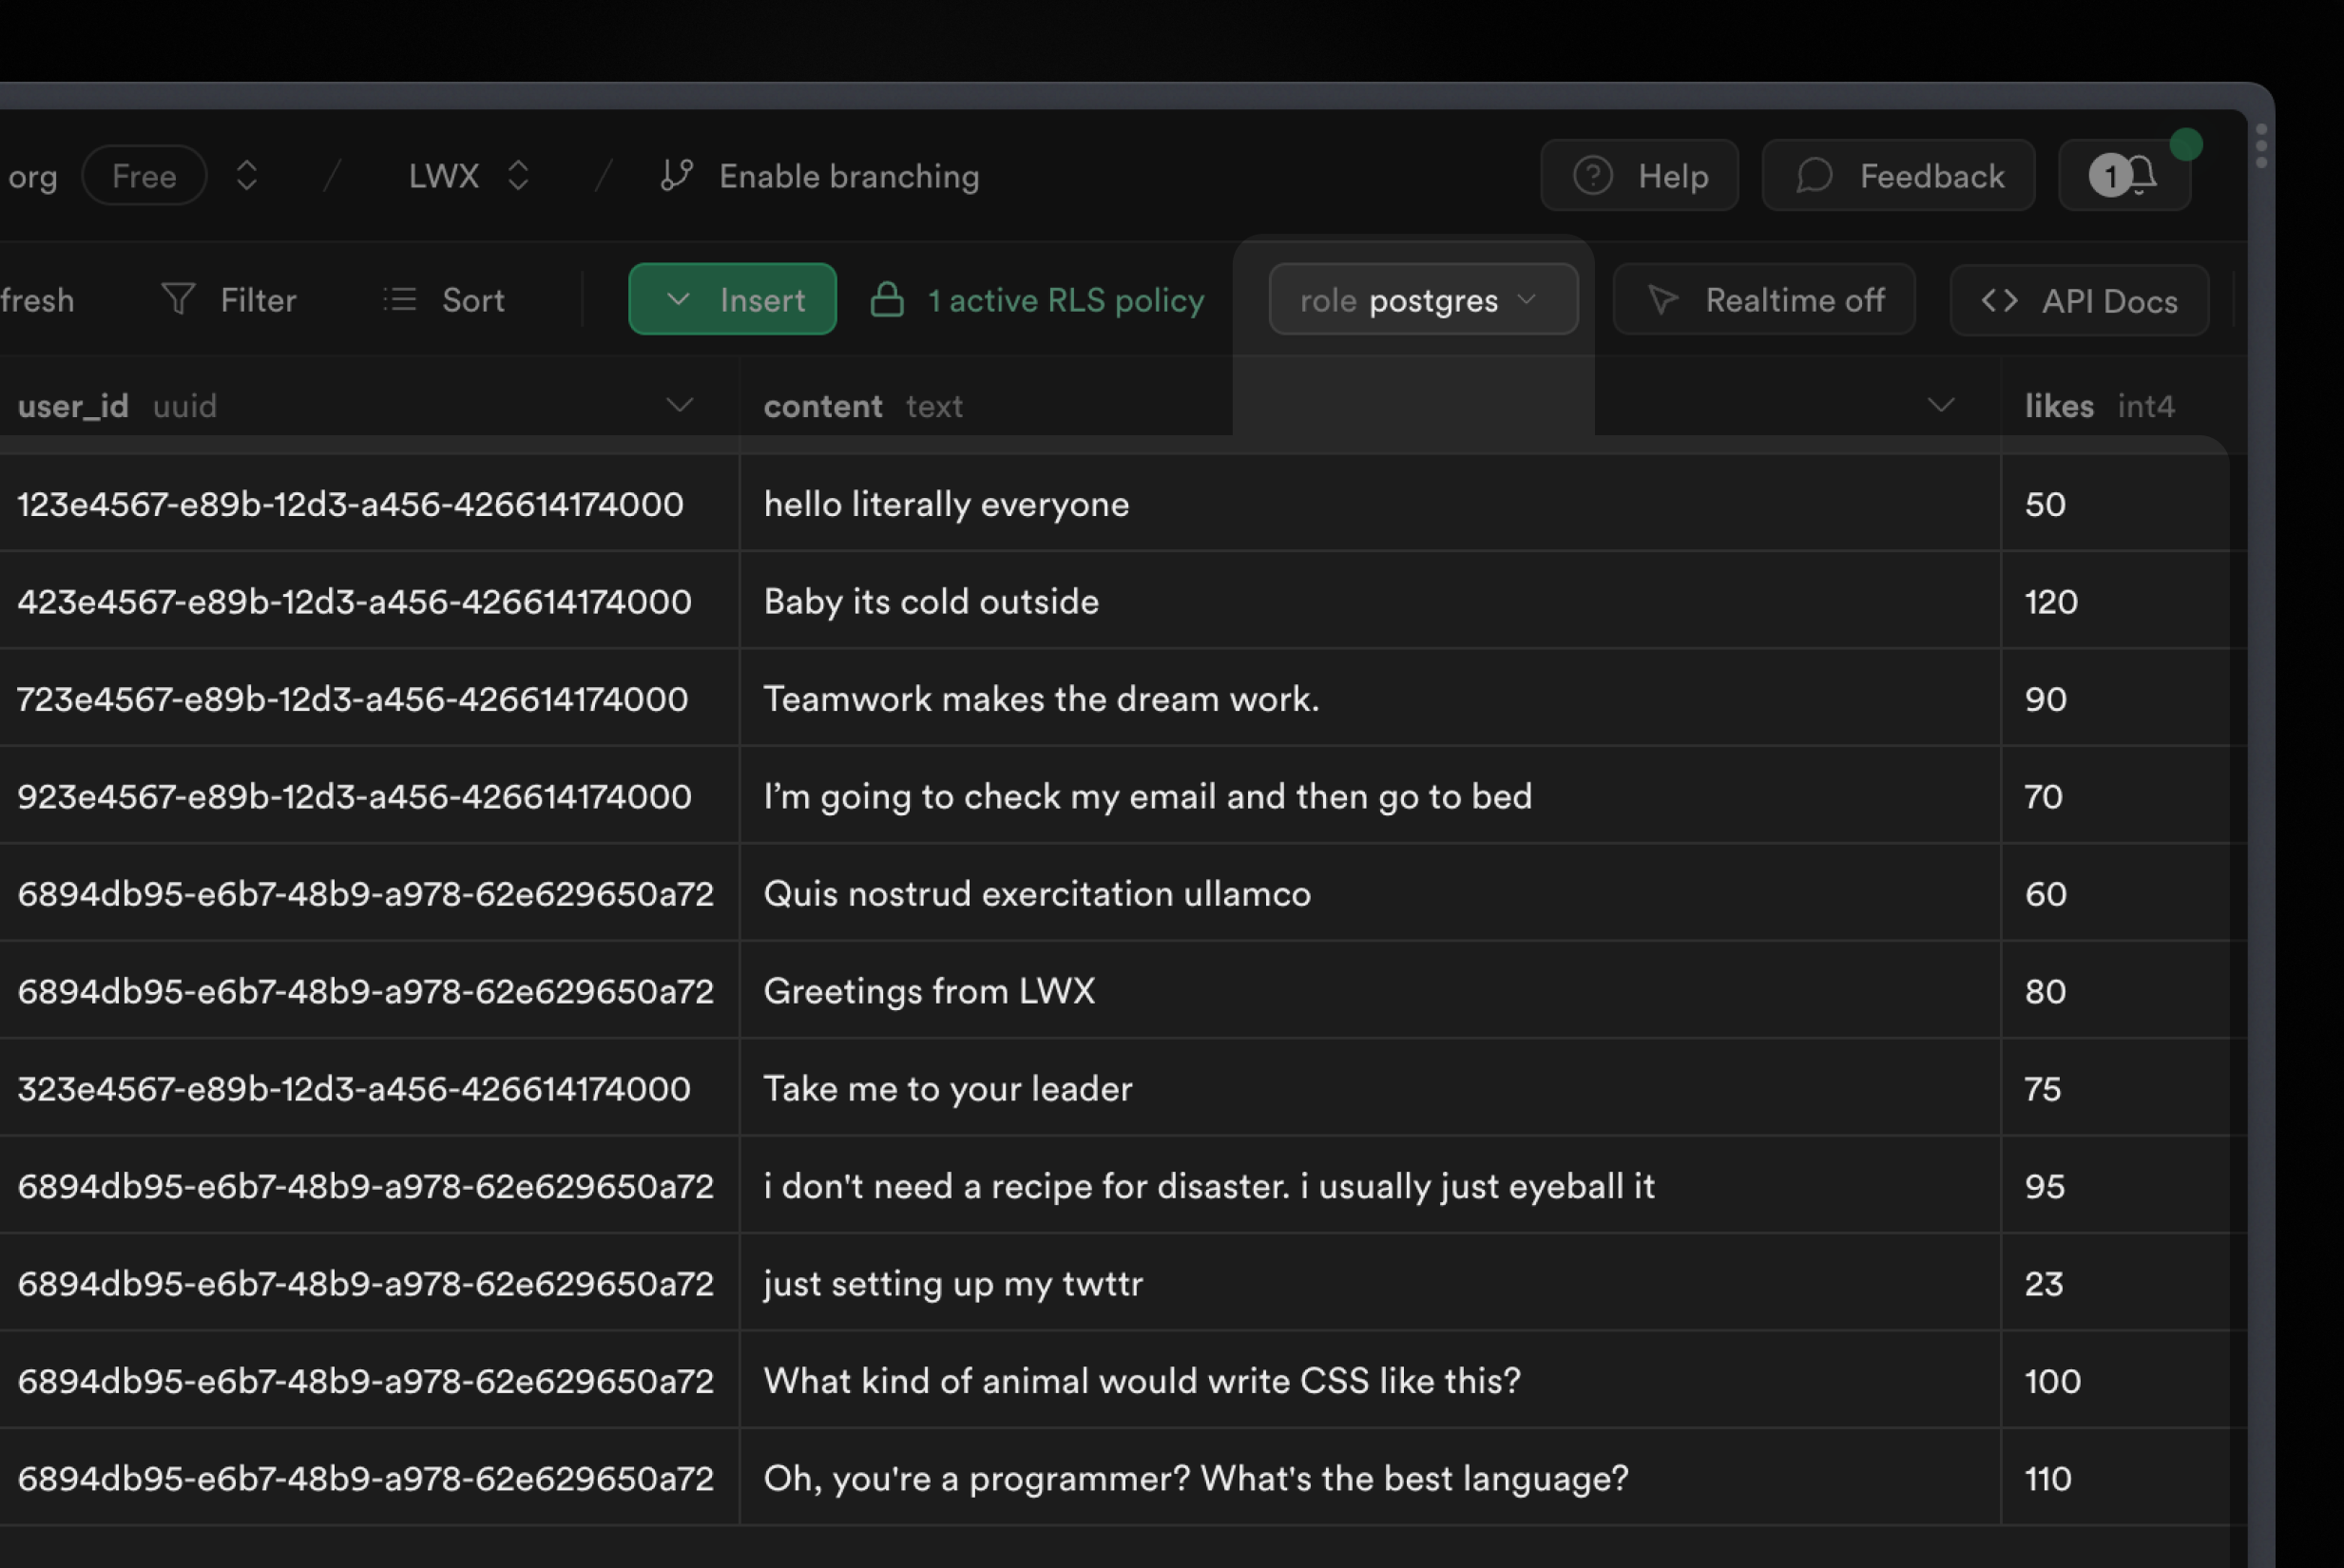 org Free / LWX / Enable branching Help Feedback 1
fresh Filter Sort Insert 1 active RLS policy role postgres Realtime off API Docs
user_id uuid content text likes int4
123e4567-e89b-12d3-a456-426614174000 hello literally everyone 50
423e4567-e89b-12d3-a456-426614174000 Baby its cold outside 120
723e4567-e89b-12d3-a456-426614174000 Teamwork makes the dream work. 90
923e4567-e89b-12d3-a456-426614174000 I’m going to check my email and then go to bed 70
6894db95-e6b7-48b9-a978-62e629650a72 Quis nostrud exercitation ullamco 60
6894db95-e6b7-48b9-a978-62e629650a72 Greetings from LWX 80
323e4567-e89b-12d3-a456-426614174000 Take me to your leader 75
6894db95-e6b7-48b9-a978-62e629650a72 i don't need a recipe for disaster. i usually just eyeball it 95
6894db95-e6b7-48b9-a978-62e629650a72 just setting up my twttr 23
6894db95-e6b7-48b9-a978-62e629650a72 What kind of animal would write CSS like this? 100
6894db95-e6b7-48b9-a978-62e629650a72 Oh, you're a programmer? What's the best language? 110